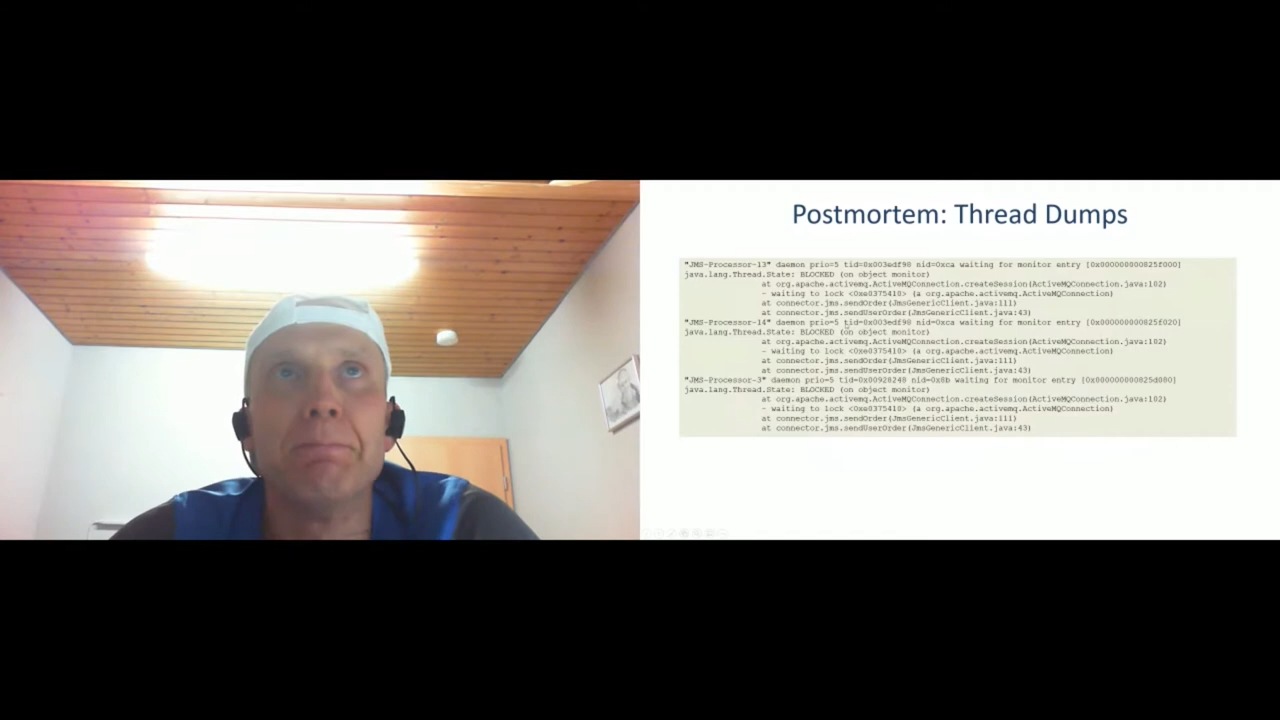 Postmortem: Thread Dumps
"JMS-Processor-13" daemon prio=5 tid=0x003edf98 nid=0xca waiting for monitor entry [0x000000000825f000]
java.lang.Thread.State: BLOCKED (on object monitor)
at org.apache.activemq.ActiveMQConnection.createSession(ActiveMQConnection.java:102)
- waiting to lock <0xe0375410> (a org.apache.activemq.ActiveMQConnection)
at connector.jms.sendOrder(JmsGenericClient.java:111)
at connector.jms.sendUserOrder(JmsGenericClient.java:43)
"JMS-Processor-14" daemon prio=5 tid=0x003edf98 nid=0xca waiting for monitor entry [0x000000000825f020]
java.lang.Thread.State: BLOCKED (on object monitor)
at org.apache.activemq.ActiveMQConnection.createSession(ActiveMQConnection.java:102)
- waiting to lock <0xe0375410> (a org.apache.activemq.ActiveMQConnection)
at connector.jms.sendOrder(JmsGenericClient.java:111)
at connector.jms.sendUserOrder(JmsGenericClient.java:43)
"JMS-Processor-3" daemon prio=5 tid=0x00928248 nid=0x8b waiting for monitor entry [0x000000000825d080]
java.lang.Thread.State: BLOCKED (on object monitor)
at org.apache.activemq.ActiveMQConnection.createSession(ActiveMQConnection.java:102)
- waiting to lock <0xe0375410> (a org.apache.activemq.ActiveMQConnection)
at connector.jms.sendOrder(JmsGenericClient.java:111)
at connector.jms.sendUserOrder(JmsGenericClient.java:43)